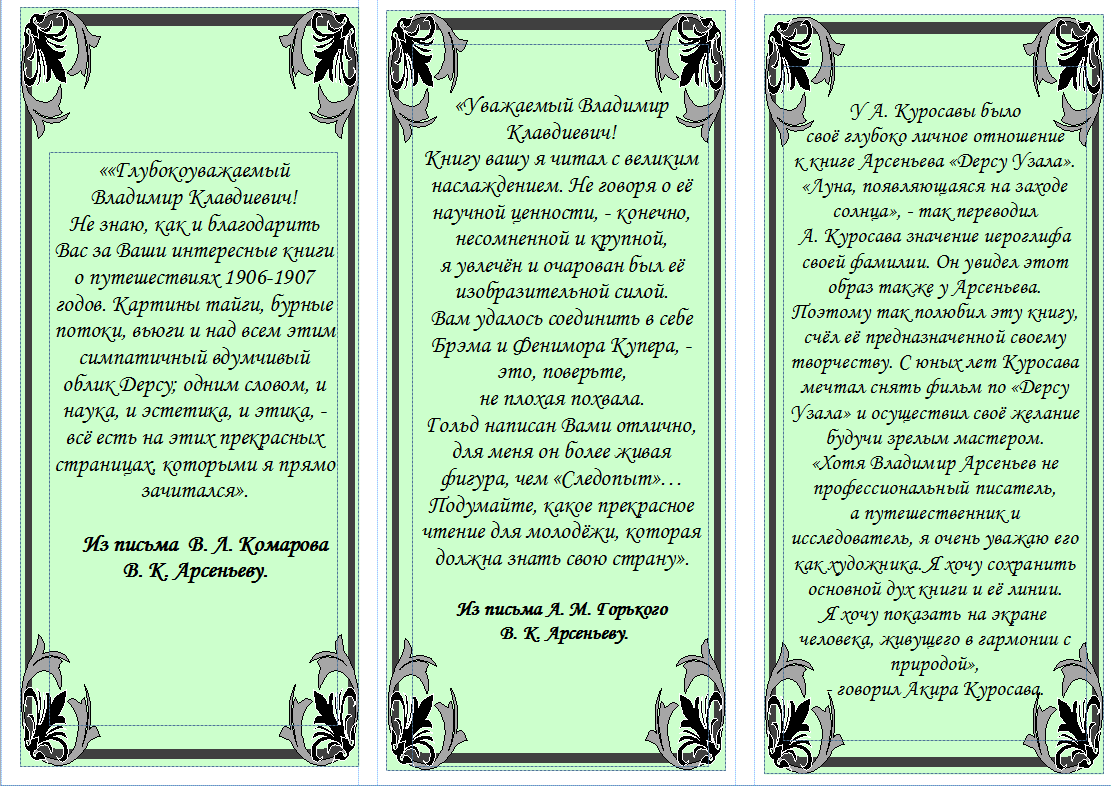 ««Глубокоуважаемый
Владимир Клавдиевич!
Не знаю, как и благодарить
Вас за Ваши интересные книги
о путешествиях 1906-1907
годов. Картины тайги, бурные
потоки, вьюги и над всем этим
симпатичный вдумчивый
облик Дерсу; одним словом, и
наука, и эстетика, и этика, -
всё есть на этих прекрасных
страницах, которыми я прямо
зачитался».
Из письма В. Л. Комарова
В. К. Арсеньеву.
«Уважаемый Владимир
Клавдиевич!
Книгу вашу я читал с великим
наслаждением. Не говоря о её
научной ценности, - конечно,
несомненной и крупной,
я увлечён и очарован был её
изобразительной силой.
Вам удалось соединить в себе
Брэма и Фенимора Купера, -
это, поверьте,
не плохая похвала.
Гольд написан Вами отлично,
для меня он более живая
фигура, чем «Следопыт»…
Подумайте, какое прекрасное
чтение для молодёжи, которая
должна знать свою страну».
Из письма А. М. Горького
В. К. Арсеньеву.
У А. Куросавы было
своё глубоко личное отношение
к книге Арсеньева «Дерсу Узала».
«Луна, появляющаяся на заходе
солнца», - так переводил
А. Куросава значение иероглифа
своей фамилии. Он увидел этот
образ также у Арсеньева.
Поэтому так полюбил эту книгу,
счёл её предназначенной своему
творчеству. С юных лет Куросава
мечтал снять фильм по «Дерсу
Узала» и осуществил своё желание
будучи зрелым мастером.
«Хотя Владимир Арсеньев не
профессиональный писатель,
а путешественник и
исследователь, я очень уважаю его
как художника. Я хочу сохранить
основной дух книги и её линии.
Я хочу показать на экране
человека, живущего в гармонии с
природой»,
- говорил Акира Куросава.